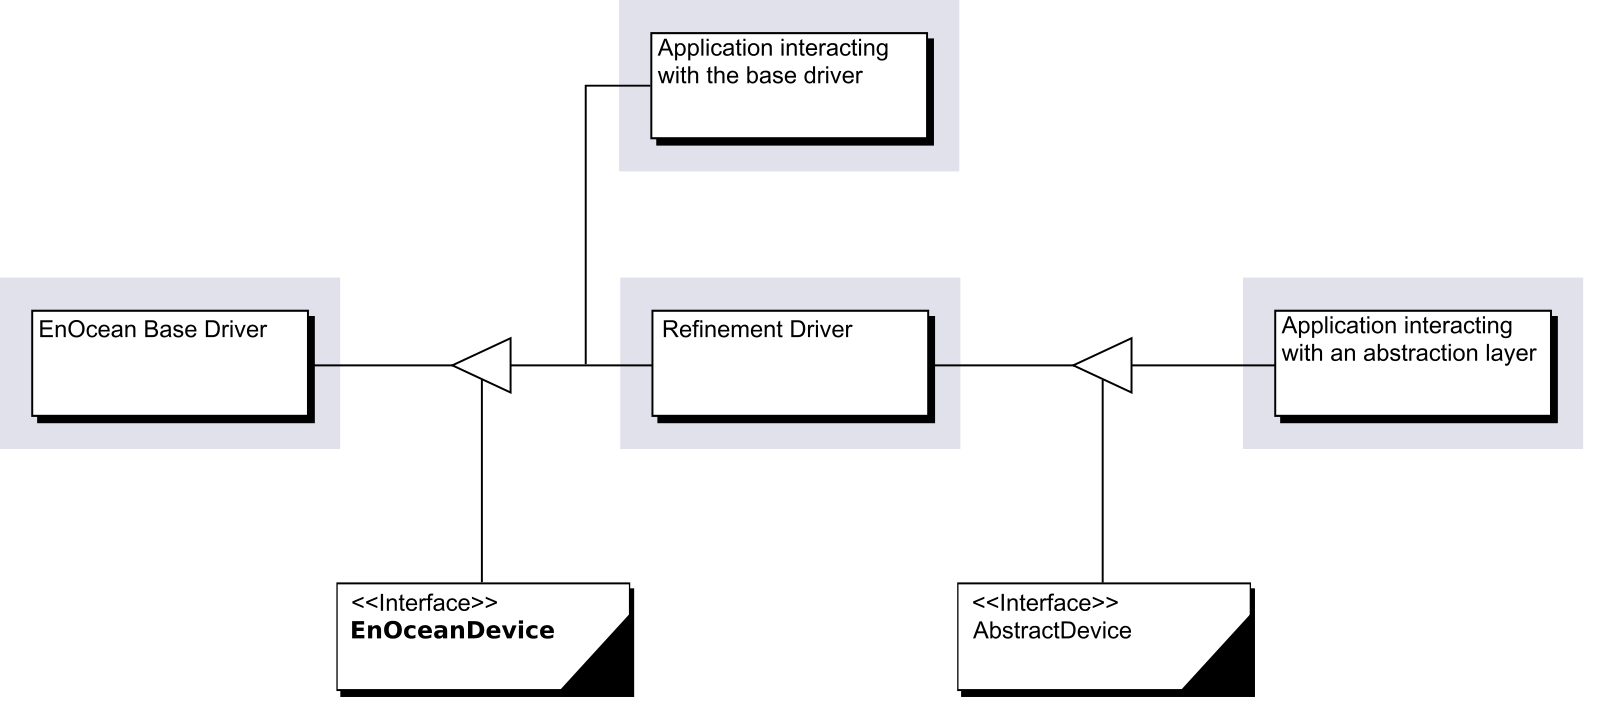 Application interacting
with the base driver
EnOcean Base Driver
Refinement Driver
Application interacting
with an abstraction layer
<<Interface>>
EnOceanDevice
<<Interface>>
AbstractDevice